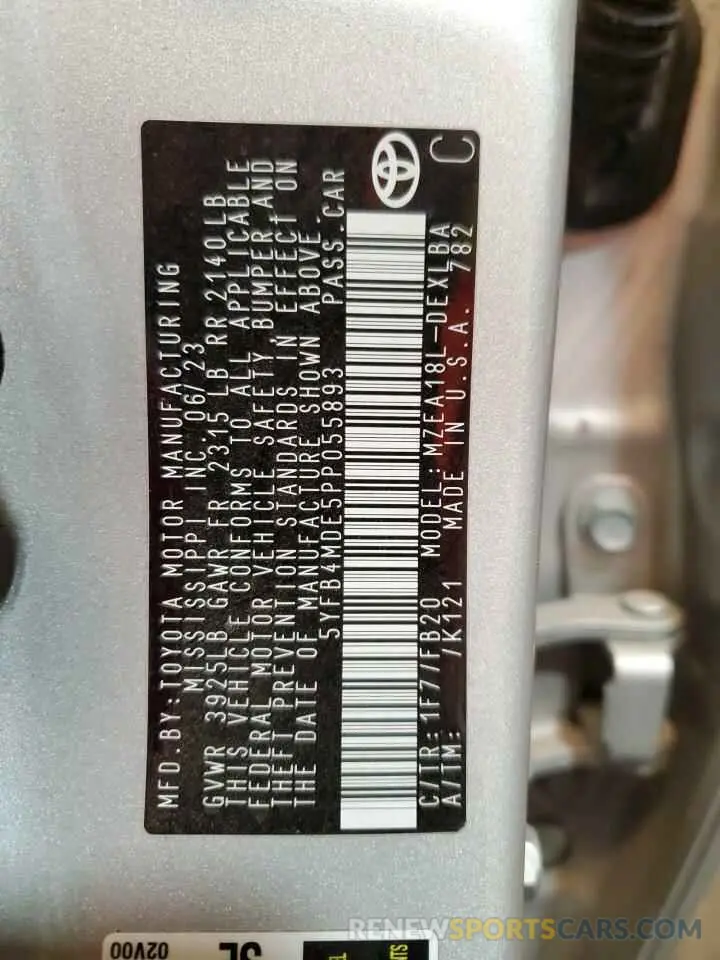 MFD.BY:TOYOTA MOTOR MANUFACTURING
MISSISSIPPI INC. 06/23
GVWR 3925LB GAWR FR 2315 LB RR 2140LB
THIS VEHICLE CONFORMS TO ALL APPLICABLE
FEDERAL MOTOR VEHICLE SAFETY, BUMPER AND
THEFT PREVENTION STANDARDS IN EFFECT ON
THE DATE OF MANUFACTURE SHOWN ABOVE.
5YFB4MDE5PP055893 PASS.CAR
C/TR:1F7/FB20 MODEL:MZEA18L-DEXLBA
A/TM: /K121 MADE IN U.S.A. 782
C
02V00
RENEWSPORTSCARS.COM